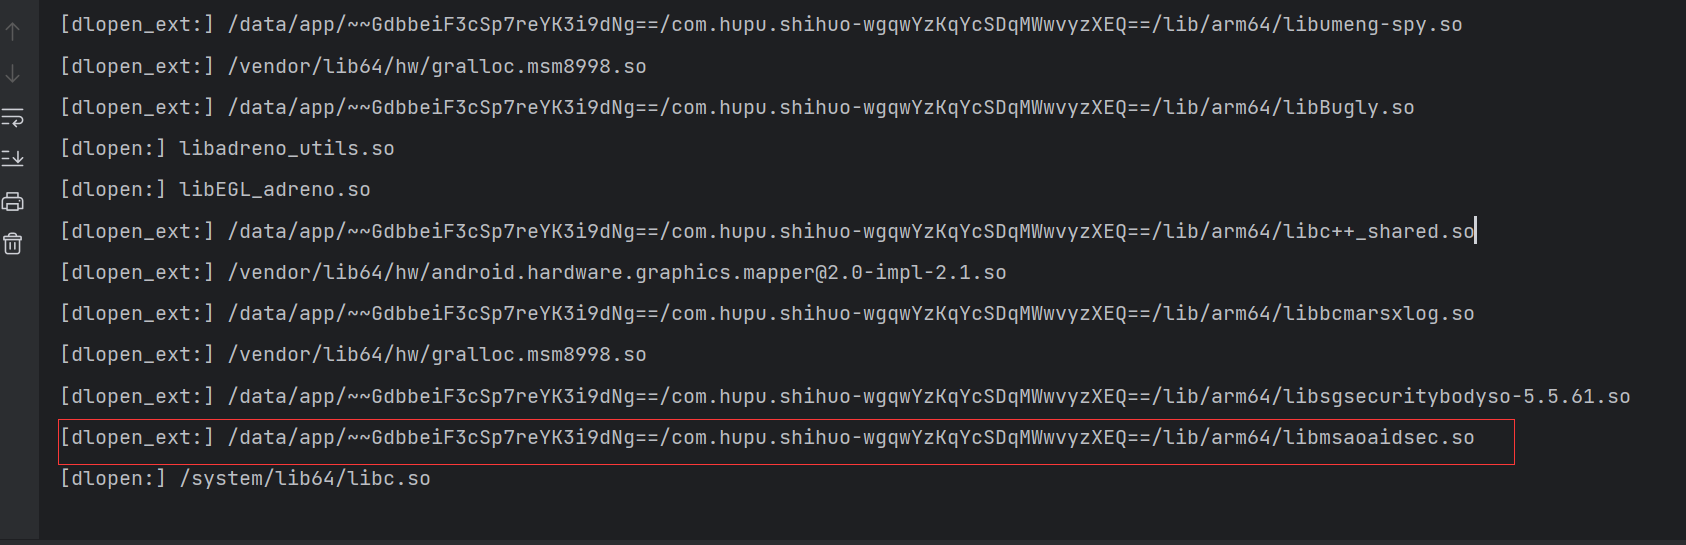 [dlopen_ext:] /data/app/~~GdbbeiF3cSp7reYK3i9dNg==/com.hupu.shihuo-wgqwYzKqYcSDqMWwvyzXEQ==/lib/arm64/libumeng-spy.so
[dlopen_ext:] /vendor/lib64/hw/gralloc.msm8998.so
[dlopen_ext:] /data/app/~~GdbbeiF3cSp7reYK3i9dNg==/com.hupu.shihuo-wgqwYzKqYcSDqMWwvyzXEQ==/lib/arm64/libBugly.so
[dlopen:] libadreno_utils.so
[dlopen:] libEGL_adreno.so
[dlopen_ext:] /data/app/~~GdbbeiF3cSp7reYK3i9dNg==/com.hupu.shihuo-wgqwYzKqYcSDqMWwvyzXEQ==/lib/arm64/libc++_shared.so
[dlopen_ext:] /vendor/lib64/hw/android.hardware.graphics.mapper@2.0-impl-2.1.so
[dlopen_ext:] /data/app/~~GdbbeiF3cSp7reYK3i9dNg==/com.hupu.shihuo-wgqwYzKqYcSDqMWwvyzXEQ==/lib/arm64/libbcmarsxlog.so
[dlopen_ext:] /vendor/lib64/hw/gralloc.msm8998.so
[dlopen_ext:] /data/app/~~GdbbeiF3cSp7reYK3i9dNg==/com.hupu.shihuo-wgqwYzKqYcSDqMWwvyzXEQ==/lib/arm64/libsgsecuritybodyso-5.5.61.so
[dlopen_ext:] /data/app/~~GdbbeiF3cSp7reYK3i9dNg==/com.hupu.shihuo-wgqwYzKqYcSDqMWwvyzXEQ==/lib/arm64/libmsaoaidsec.so
[dlopen:] /system/lib64/libc.so